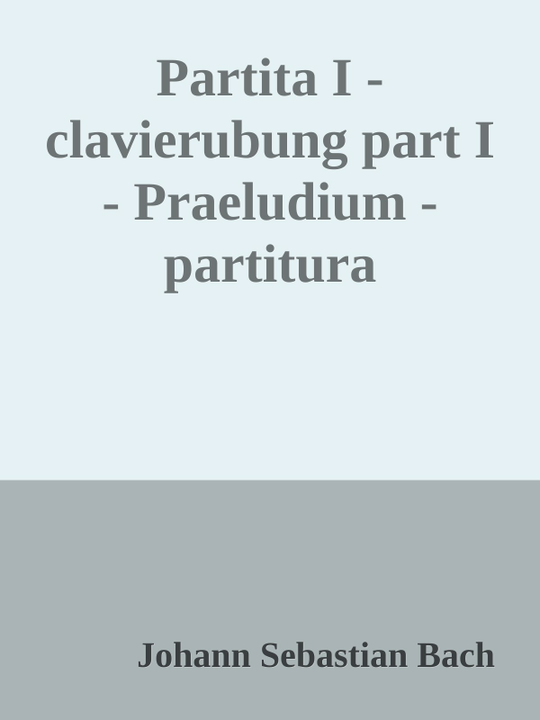 Partita I -
clavierubung part I
- Praeludium -
partitura
Johann Sebastian Bach